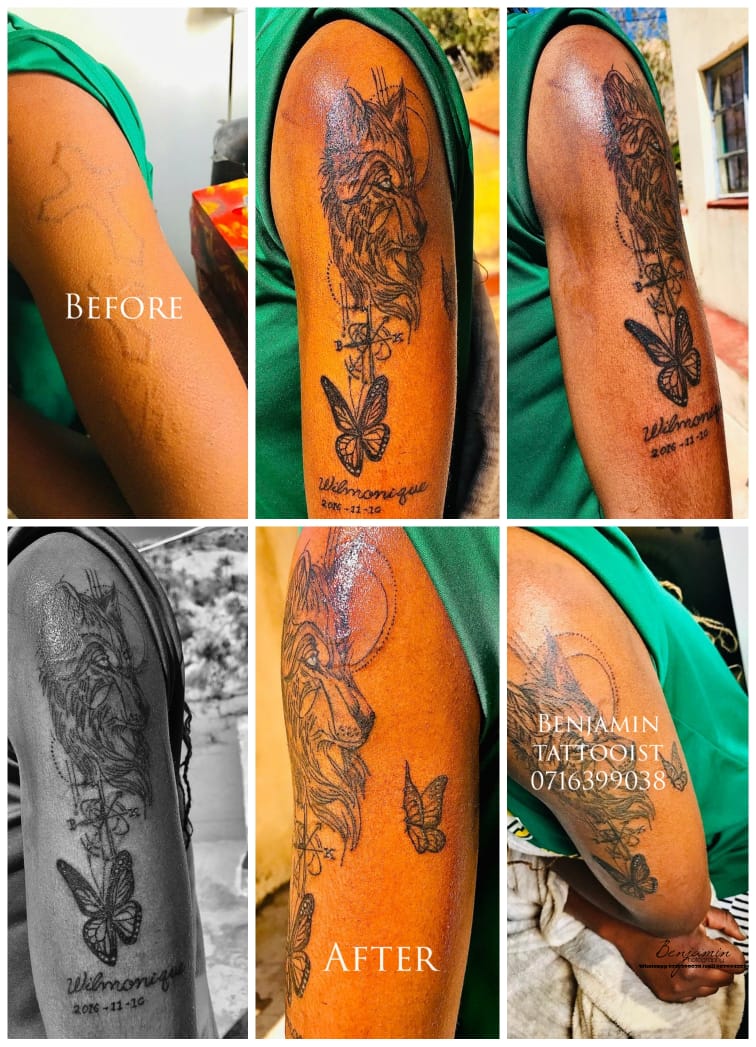 BEFORE
B K
Wilmonique
2016-11-10
Wilmonique
2016-11-10
B K
Wilmonique
2016-11-10
K
AFTER
BENJAMIN
TATTOOIST
0716399038
Benjamin